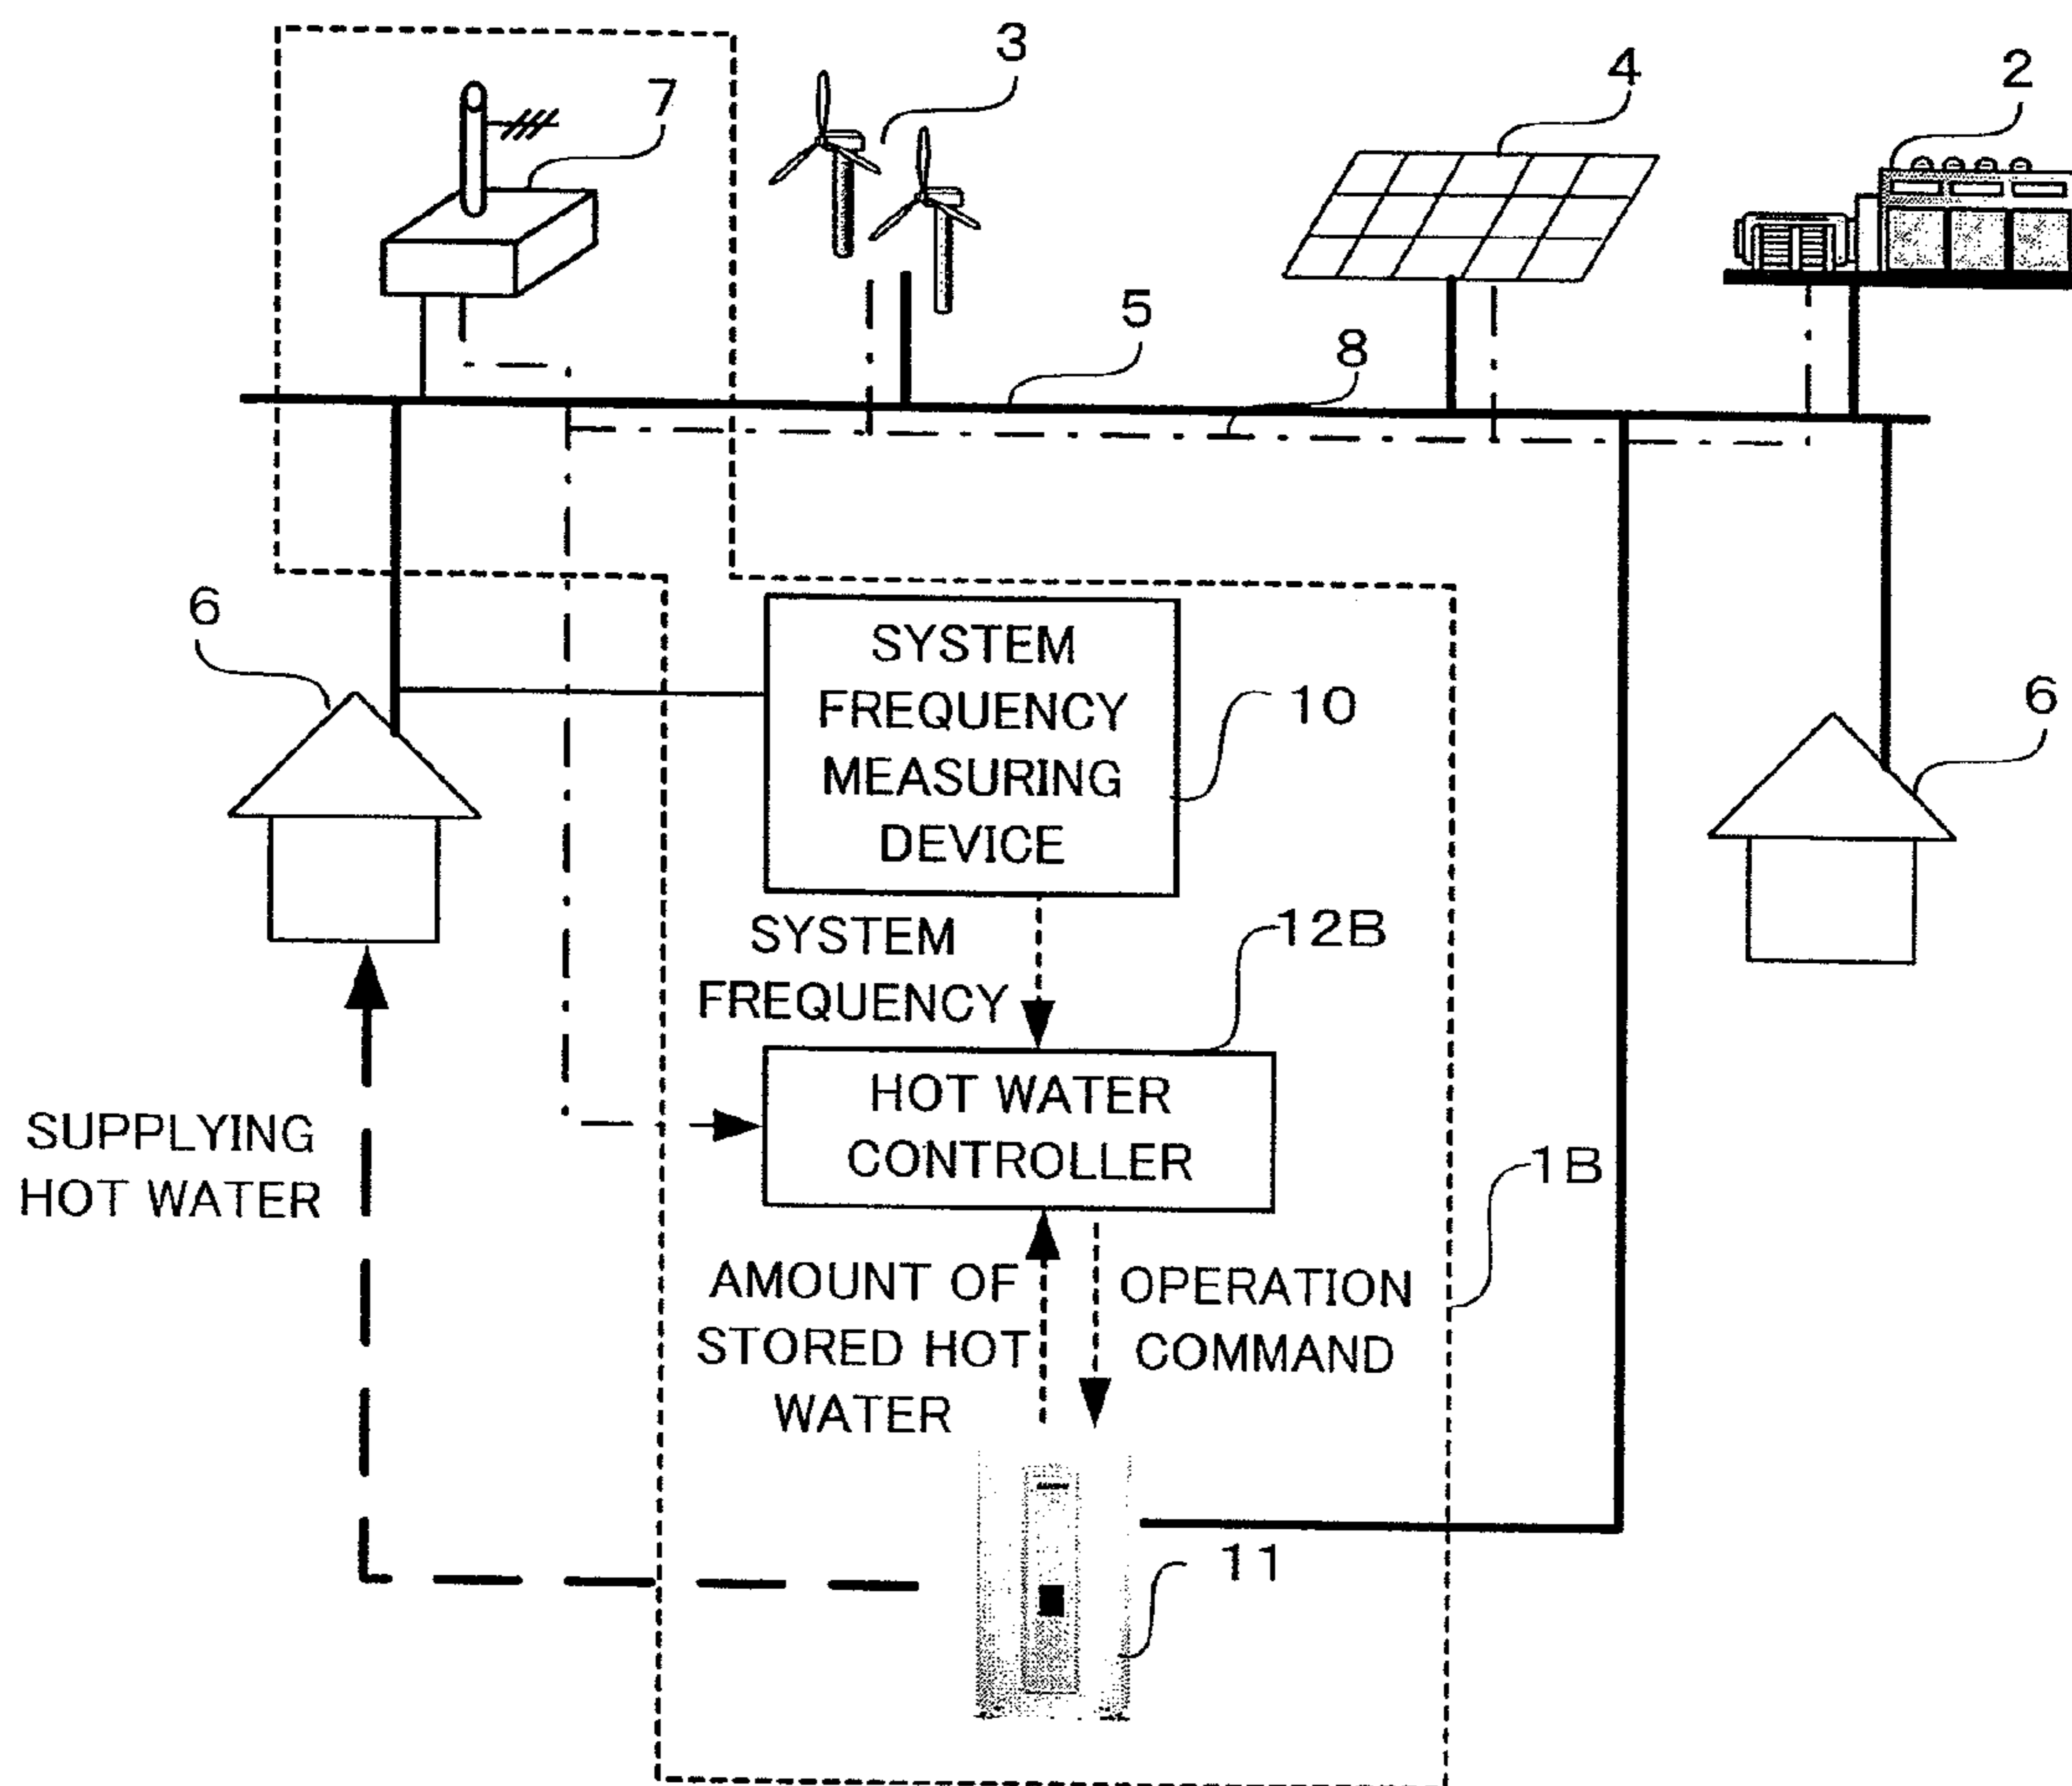 3
4
2
7
5
8
6
SYSTEM
FREQUENCY
MEASURING
DEVICE
10
6
SYSTEM
FREQUENCY
12B
HOT WATER
CONTROLLER
SUPPLYING
HOT WATER
1B
AMOUNT OF
STORED HOT
WATER
OPERATION
COMMAND
11